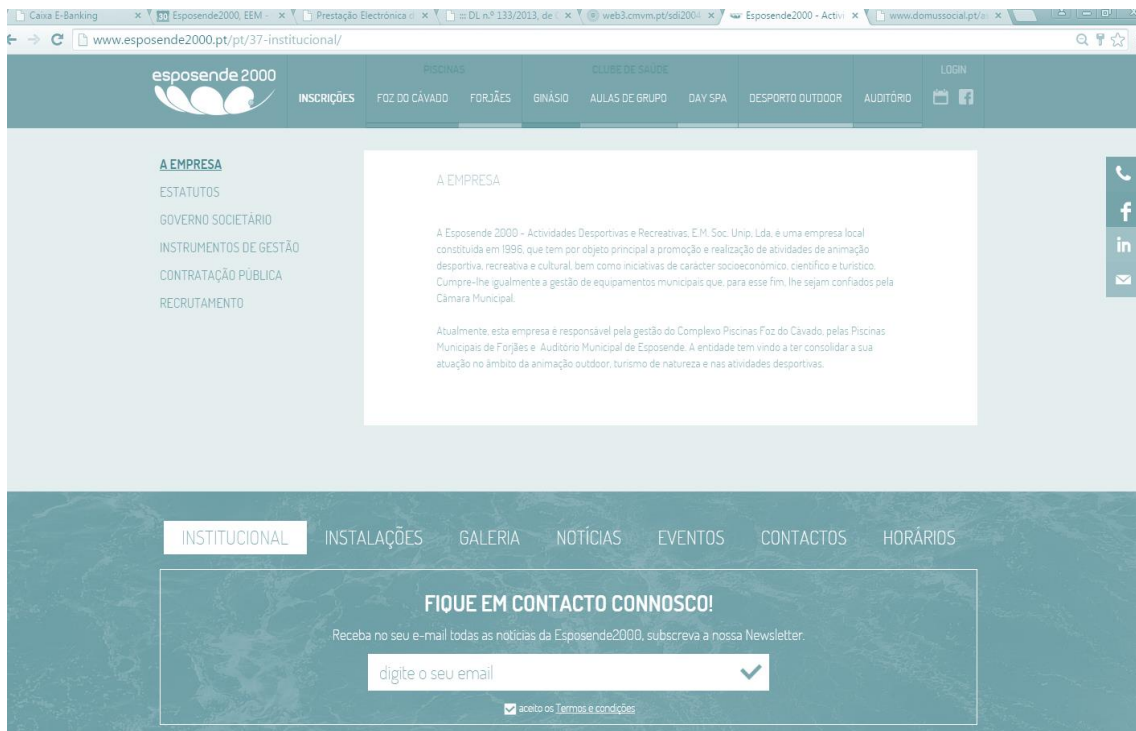 Caixa E-Banking
Esposende2000, EEM -
Prestação Electrónica d
DL n.º 133/2013, de
web3.cmvm.pt/sdi2004
Esposende2000 - Activi
www.domussocial.pt/
www.esposende2000.pt/pt/37-institucional/
esposende 2000
PISCINAS
CLUBE DE SAÚDE
LOGIN
INSCRIÇÕES
FOZ DO CÁVADO
FORJÃES
GINÁSIO
AULAS DE GRUPO
DAY SPA
DESPORTO OUTDOOR
AUDITÓRIO
A EMPRESA
ESTATUTOS
GOVERNO SOCIETÁRIO
INSTRUMENTOS DE GESTÃO
CONTRATAÇÃO PÚBLICA
RECRUTAMENTO
A EMPRESA
A Esposende 2000 - Actividades Desportivas e Recreativas, E.M. Soc. Unip, Lda, é uma empresa local
constituída em 1996, que tem por objeto principal a promoção e realização de atividades de animação
desportiva, recreativa e cultural, bem como iniciativas de carácter socioeconómico, científico e turístico.
Cumpre-lhe igualmente a gestão de equipamentos municipais que, para esse fim, lhe sejam confiados pela
Câmara Municipal.
Atualmente, esta empresa é responsável pela gestão do Complexo Piscinas Foz do Cávado, pelas Piscinas
Municipais de Forjães e Auditório Municipal de Esposende. A entidade tem vindo a ter consolidar a sua
atuação no âmbito da animação outdoor, turismo de natureza e nas atividades desportivas.
INSTITUCIONAL
INSTALAÇÕES
GALERIA
NOTÍCIAS
EVENTOS
CONTACTOS
HORÁRIOS
FIQUE EM CONTACTO CONNOSCO!
Receba no seu e-mail todas as notícias da Esposende2000, subscreva a nossa Newsletter.
digite o seu email
aceito os Termos e condições